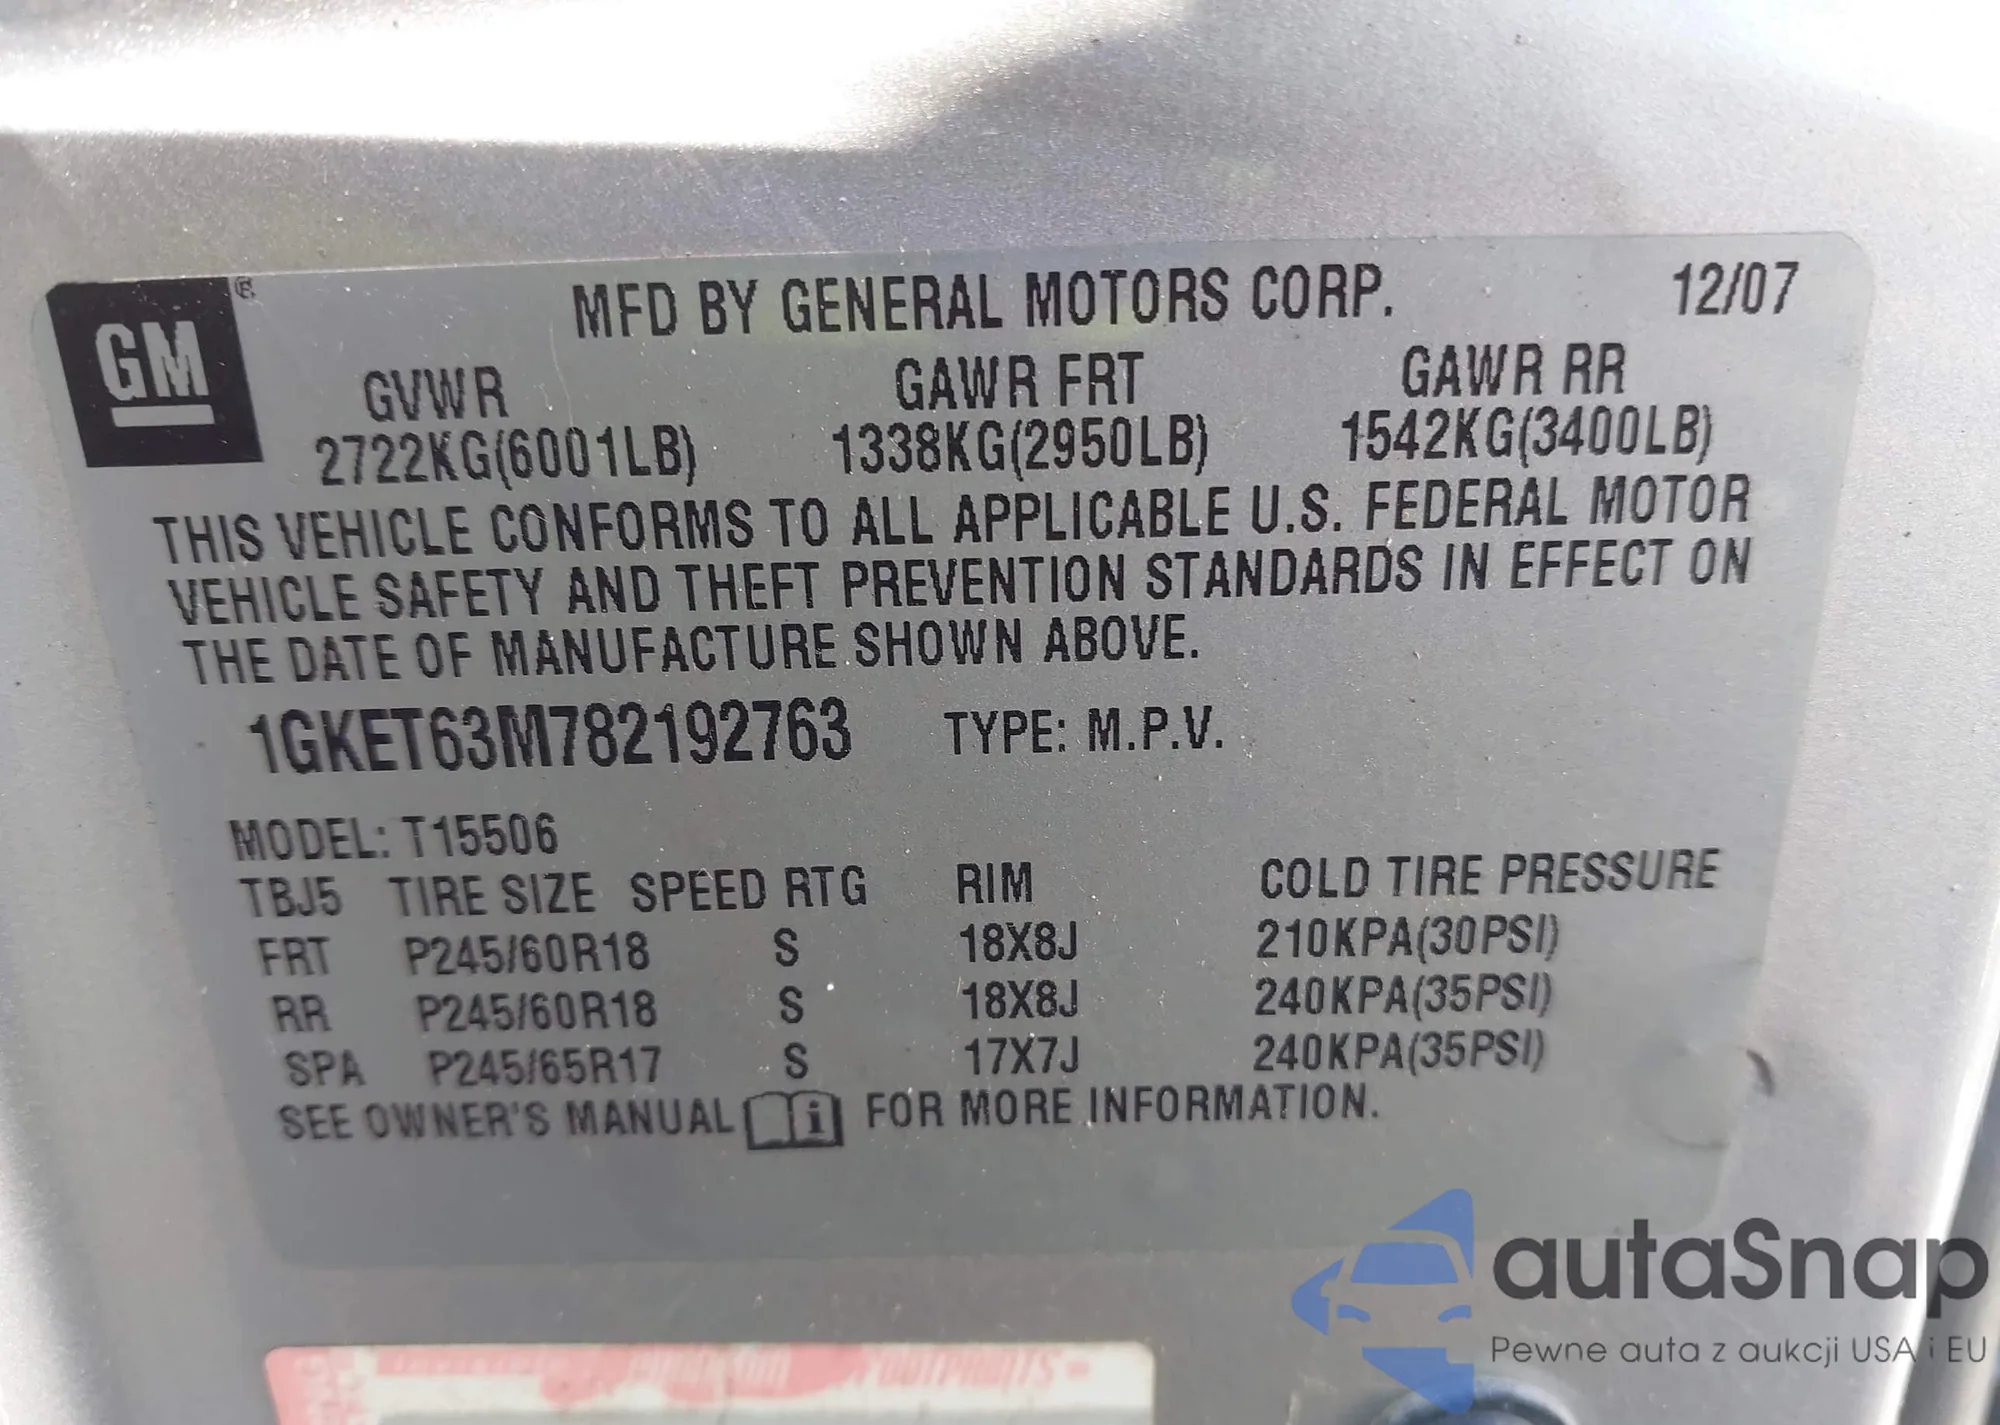 GM
®
MFD BY GENERAL MOTORS CORP. 12/07
GVWR GAWR FRT GAWR RR
2722KG(6001LB) 1338KG(2950LB) 1542KG(3400LB)
THIS VEHICLE CONFORMS TO ALL APPLICABLE U.S. FEDERAL MOTOR
VEHICLE SAFETY AND THEFT PREVENTION STANDARDS IN EFFECT ON
THE DATE OF MANUFACTURE SHOWN ABOVE.
1GKET63M782192763 TYPE: M.P.V.
MODEL: T15506
TBJ5 TIRE SIZE SPEED RTG RIM COLD TIRE PRESSURE
FRT P245/60R18 S 18X8J 210KPA(30PSI)
RR P245/60R18 S 18X8J 240KPA(35PSI)
SPA P245/65R17 S 17X7J 240KPA(35PSI)
SEE OWNER'S MANUAL i FOR MORE INFORMATION.
autaSnap
Pewne auta z aukcji USA i EU